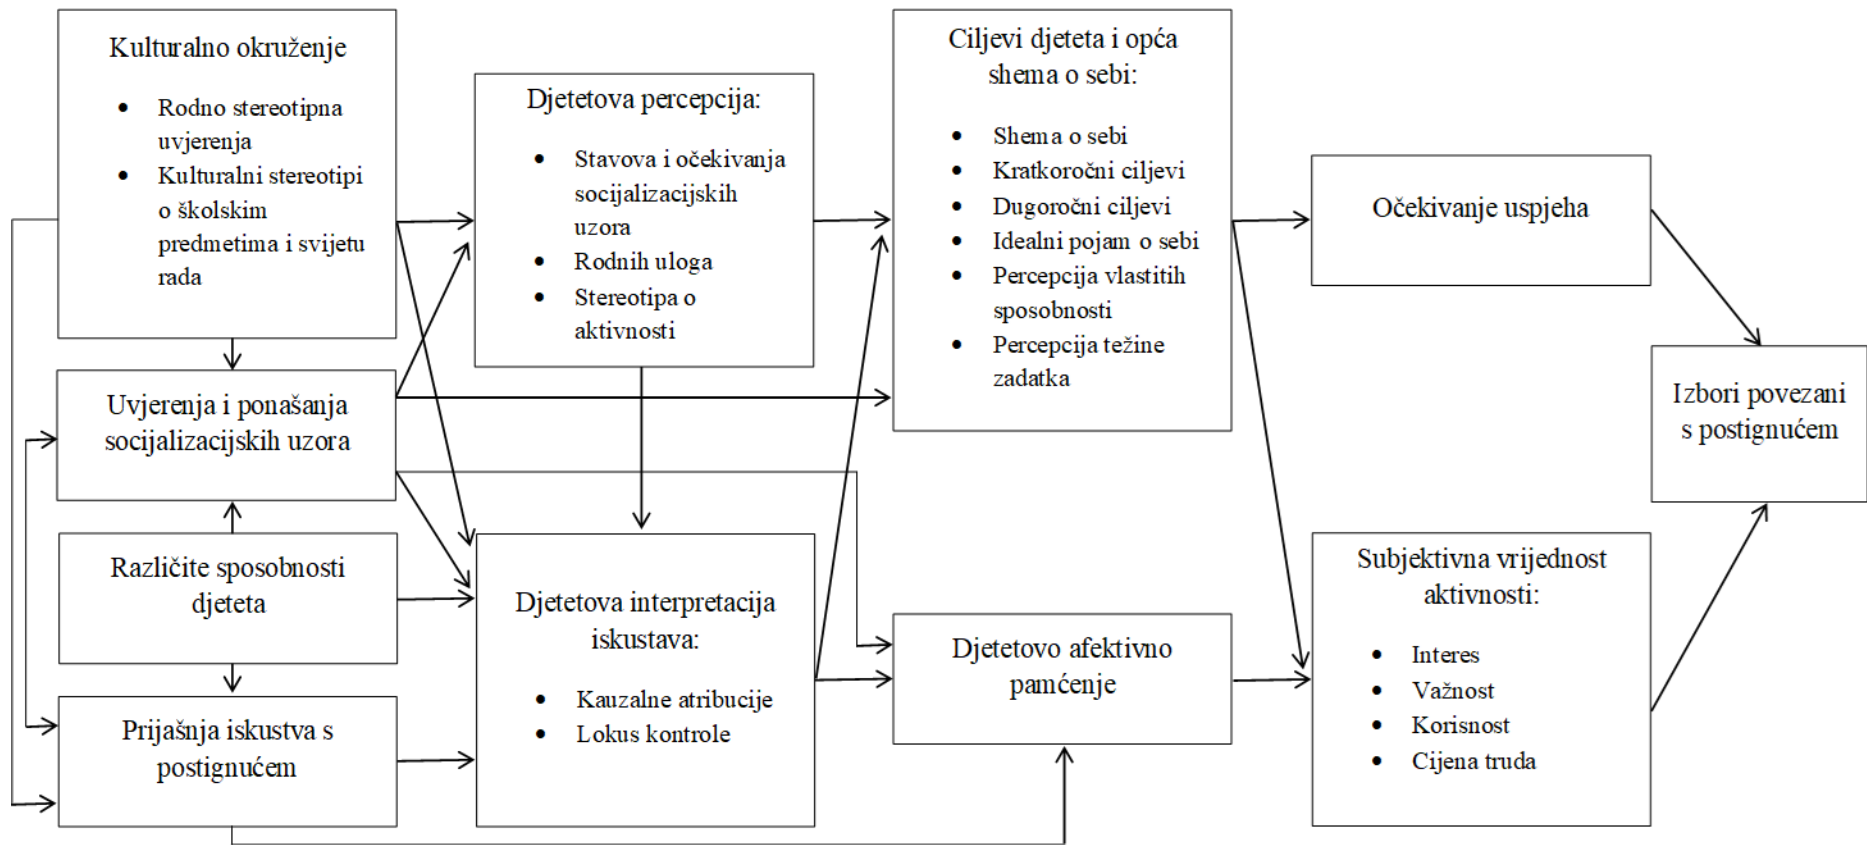 Kulturalno okruženje
• Rodno stereotipna
uvjerenja
• Kulturalni stereotipi
o školskim
predmetima i svijetu
rada
Uvjerenja i ponašanja
socijalizacijskih uzora
Različite sposobnosti
djeteta
Prijašnja iskustva s
postignućem
Djetetova percepcija:
• Stavova i očekivanja
socijalizacijskih
uzora
• Rodnih uloga
• Stereotipa o
aktivnosti
Djetetova interpretacija
iskustava:
• Kauzalne atribucije
• Lokus kontrole
Ciljevi djeteta i opća
shema o sebi:
• Shema o sebi
• Kratkoročni ciljevi
• Dugoročni ciljevi
• Idealni pojam o sebi
• Percepcija vlastitih
sposobnosti
• Percepcija težine
zadatka
Djetetovo afektivno
pamćenje
Očekivanje uspjeha
Subjektivna vrijednost
aktivnosti:
• Interes
• Važnost
• Korisnost
• Cijena truda
Izbori povezani
s postignućem